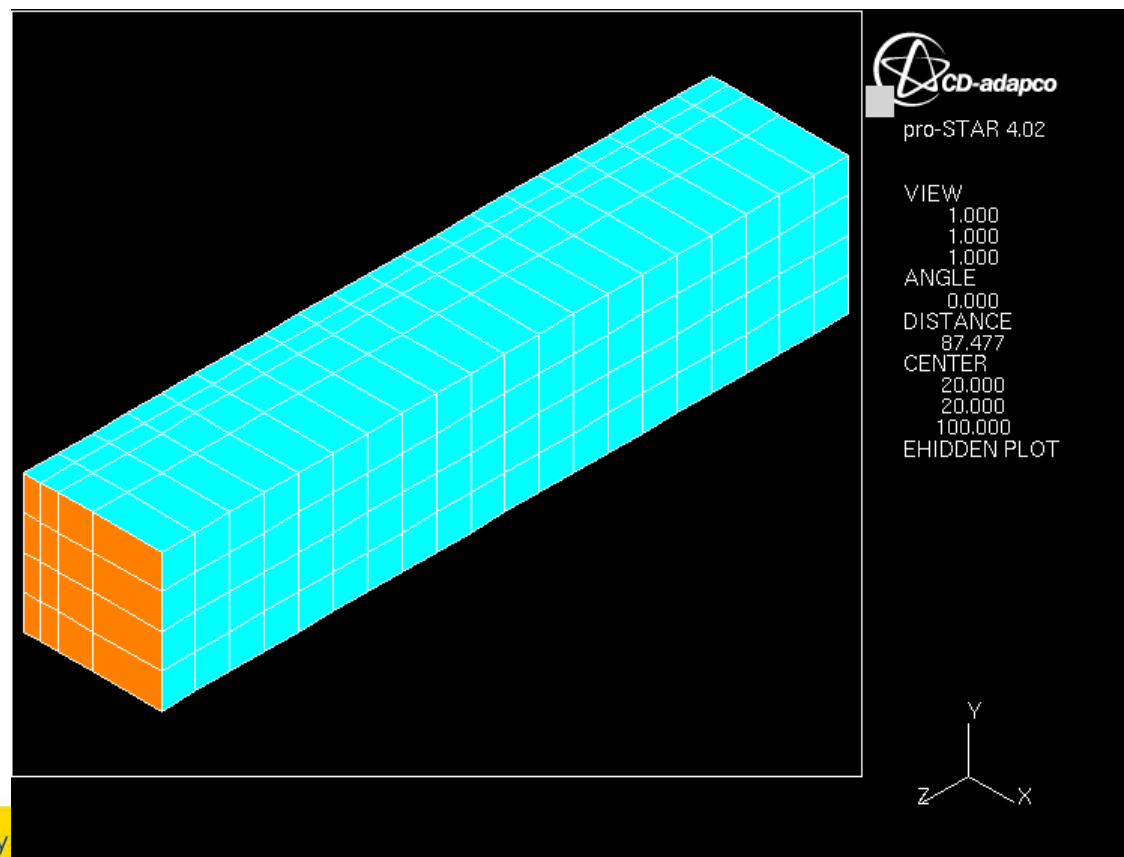 CD-adapco
pro-STAR 4.02
VIEW
1.000
1.000
1.000
ANGLE
0.000
DISTANCE
87.477
CENTER
20.000
20.000
100.000
EHIDDEN PLOT
Y
Z X
y